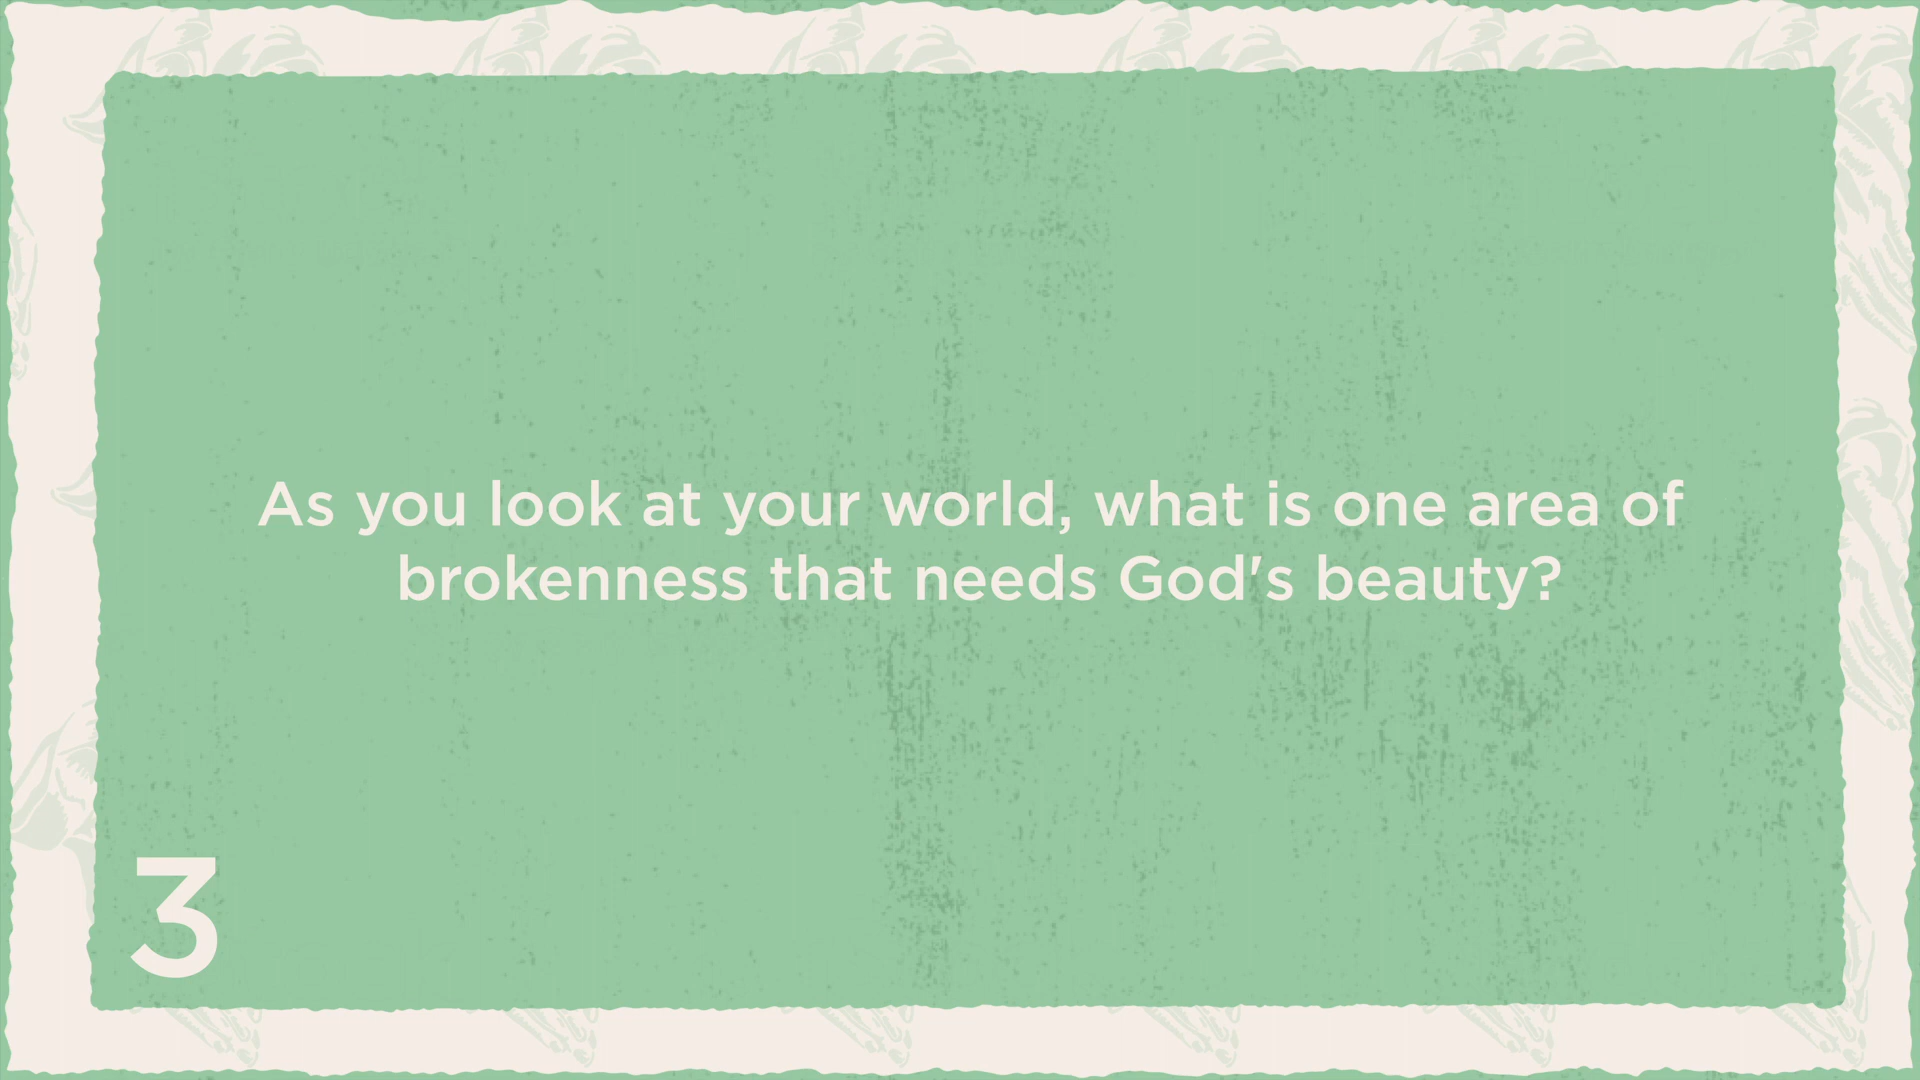 As you look at your world, what is one area of
brokenness that needs God's beauty?
3